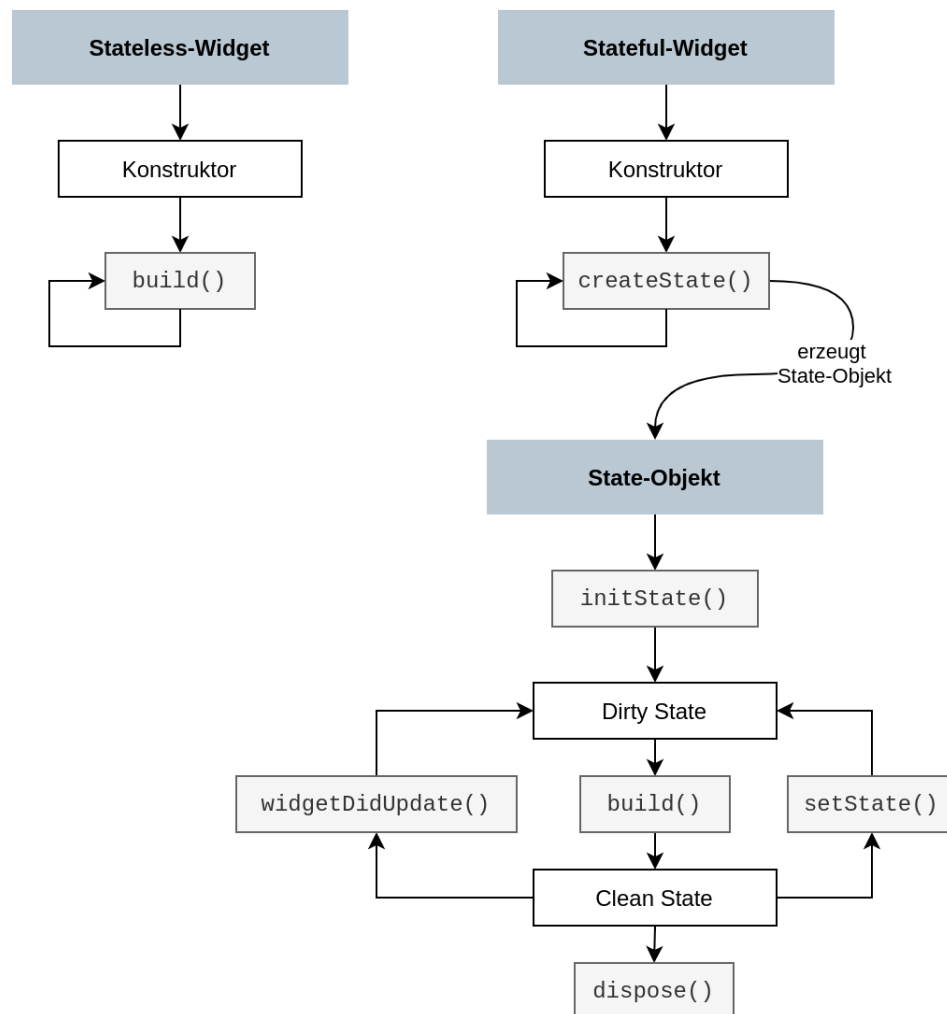 Stateless-Widget
Stateful-Widget
Konstruktor
Konstruktor
build()
createState()
erzeugt
State-Objekt
State-Objekt
initState()
Dirty State
widgetDidUpdate()
build()
setState()
Clean State
dispose()